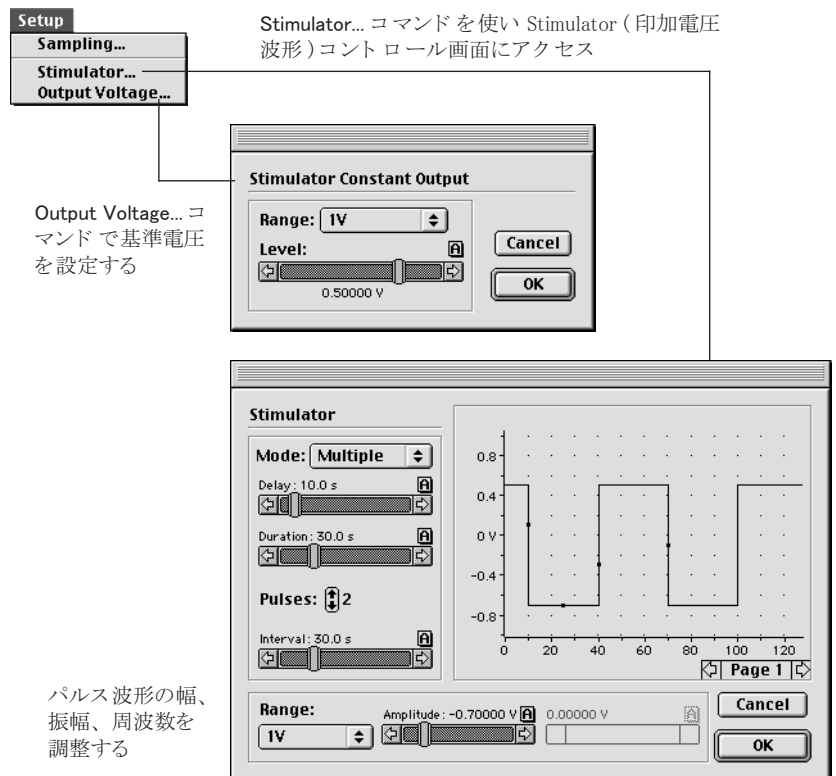 Setup
Sampling...
Stimulator...
Output Voltage...
Stimulator... コマンドを使い Stimulator (印加電圧
波形)コントロール画面にアクセス
Stimulator Constant Output
Range: 1V
Level: A
0.50000 V
Cancel
OK
Output Voltage... コ
マンドで基準電圧
を設定する
Stimulator
Mode: Multiple
Delay: 10.0 s A
Duration: 30.0 s A
Pulses: 2
Interval: 30.0 s A
0.8
0.4
0 V
-0.4
-0.8
0 20 40 60 80 100 120
Page 1
Range:
1V
Amplitude: -0.70000 V A
0.00000 V A
Cancel
OK
パルス波形の幅、
振幅、周波数を
調整する